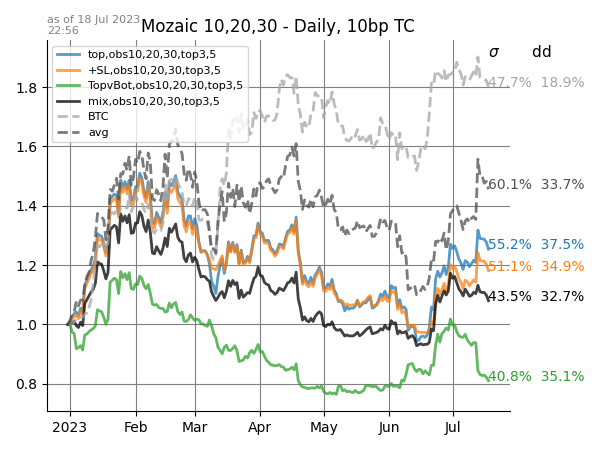 as of 18 Jul 2023
22:56
Mozaic 10,20,30 - Daily, 10bp TC
σ dd
top,obs10,20,30,top3,5
+SL,obs10,20,30,top3,5
TopvBot,obs10,20,30,top3,5
mix,obs10,20,30,top3,5
BTC
avg
47.7% 18.9%
60.1% 33.7%
55.2% 37.5%
51.1% 34.9%
43.5% 32.7%
40.8% 35.1%
1.8
1.6
1.4
1.2
1.0
0.8
2023 Feb Mar Apr May Jun Jul